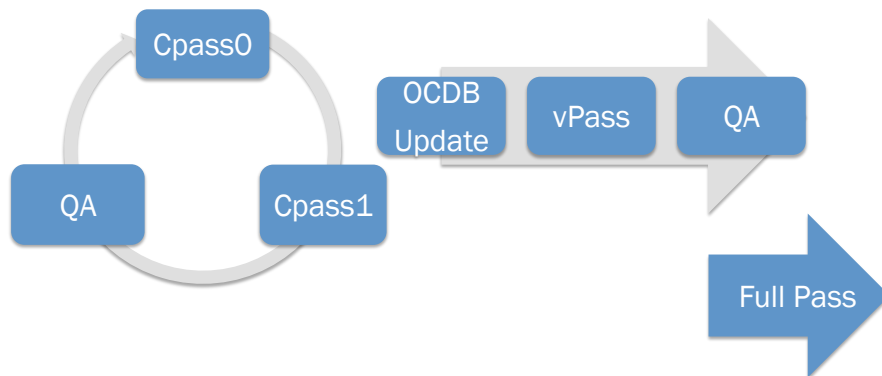 Cpass0
QA
Cpass1
OCDB
Update
vPass
QA
Full Pass